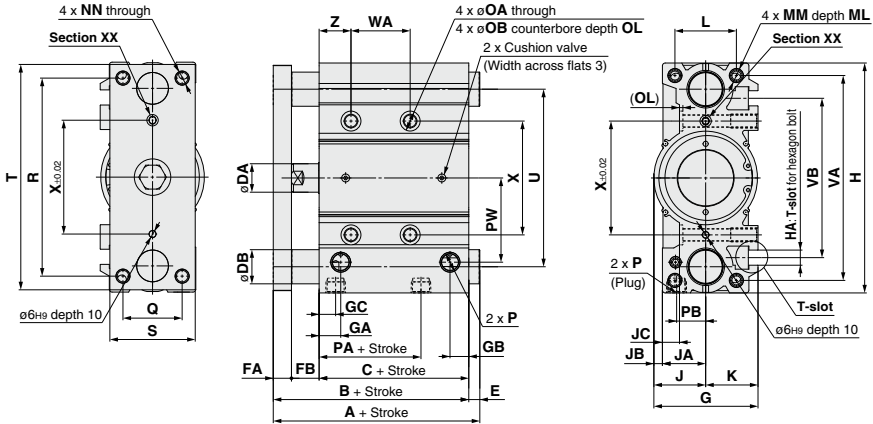 4 x NN through
Section XX
T
R
X±0.02
ø6H9 depth 10
Q
S
Z
WA
4 x øOA through
4 x øOB counterbore depth OL
2 x Cushion valve
(Width across flats 3)
øDA
øDB
PW
X
U
GC
GA
2 x P
PA + Stroke
GB
FA
FB
C + Stroke
B + Stroke
E
A + Stroke
L
4 x MM depth ML
Section XX
(OL)
X±0.02
HA: T-slot for hexagon bolt
VB
VA
H
2 x P
(Plug)
T-slot
PB
JC
ø6H9 depth 10
JB
JA
J
K
G